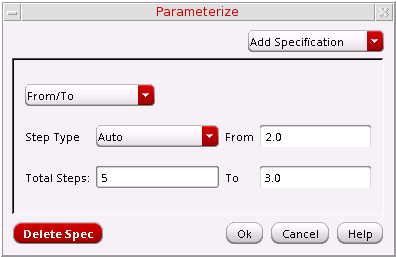 Parameterize
Add Specification
From/To
Step Type Auto From 2.0
Total Steps: 5 To 3.0
Delete Spec Ok Cancel Help